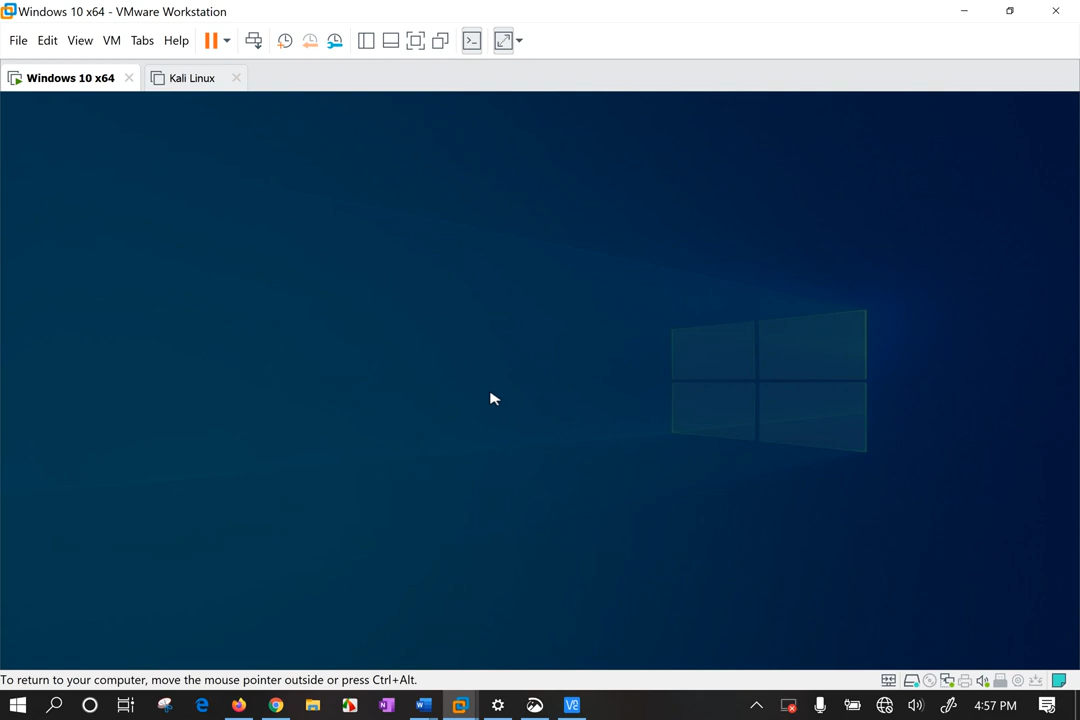 Windows 10 x64 - VMware Workstation
File Edit View VM Tabs Help
Windows 10 x64 Kali Linux
To return to your computer, move the mouse pointer outside or press Ctrl+Alt.
4:57 PM